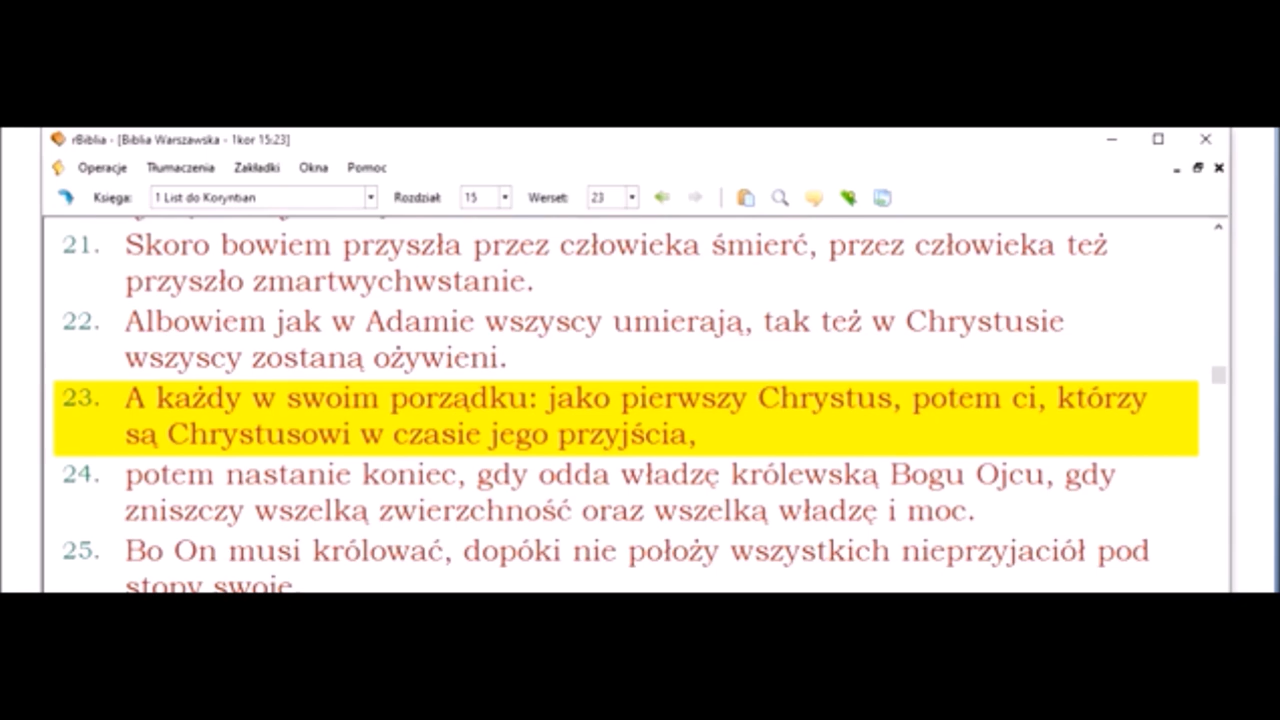 rBiblia - [Biblia Warszawska - 1kor 15:23]
Operacje Tłumaczenia Zakładki Okna Pomoc
Księga: 1 List do Koryntian Rozdział 15 Werset: 23
21. Skoro bowiem przyszła przez człowieka śmierć, przez człowieka też
przyszło zmartwychwstanie.
22. Albowiem jak w Adamie wszyscy umierają, tak też w Chrystusie
wszyscy zostaną ożywieni.
23. A każdy w swoim porządku: jako pierwszy Chrystus, potem ci, którzy
są Chrystusowi w czasie jego przyjścia,
24. potem nastanie koniec, gdy odda władzę królewską Bogu Ojcu, gdy
zniszczy wszelką zwierzchność oraz wszelką władzę i moc.
25. Bo On musi królować, dopóki nie położy wszystkich nieprzyjaciół pod
stopy swoje.